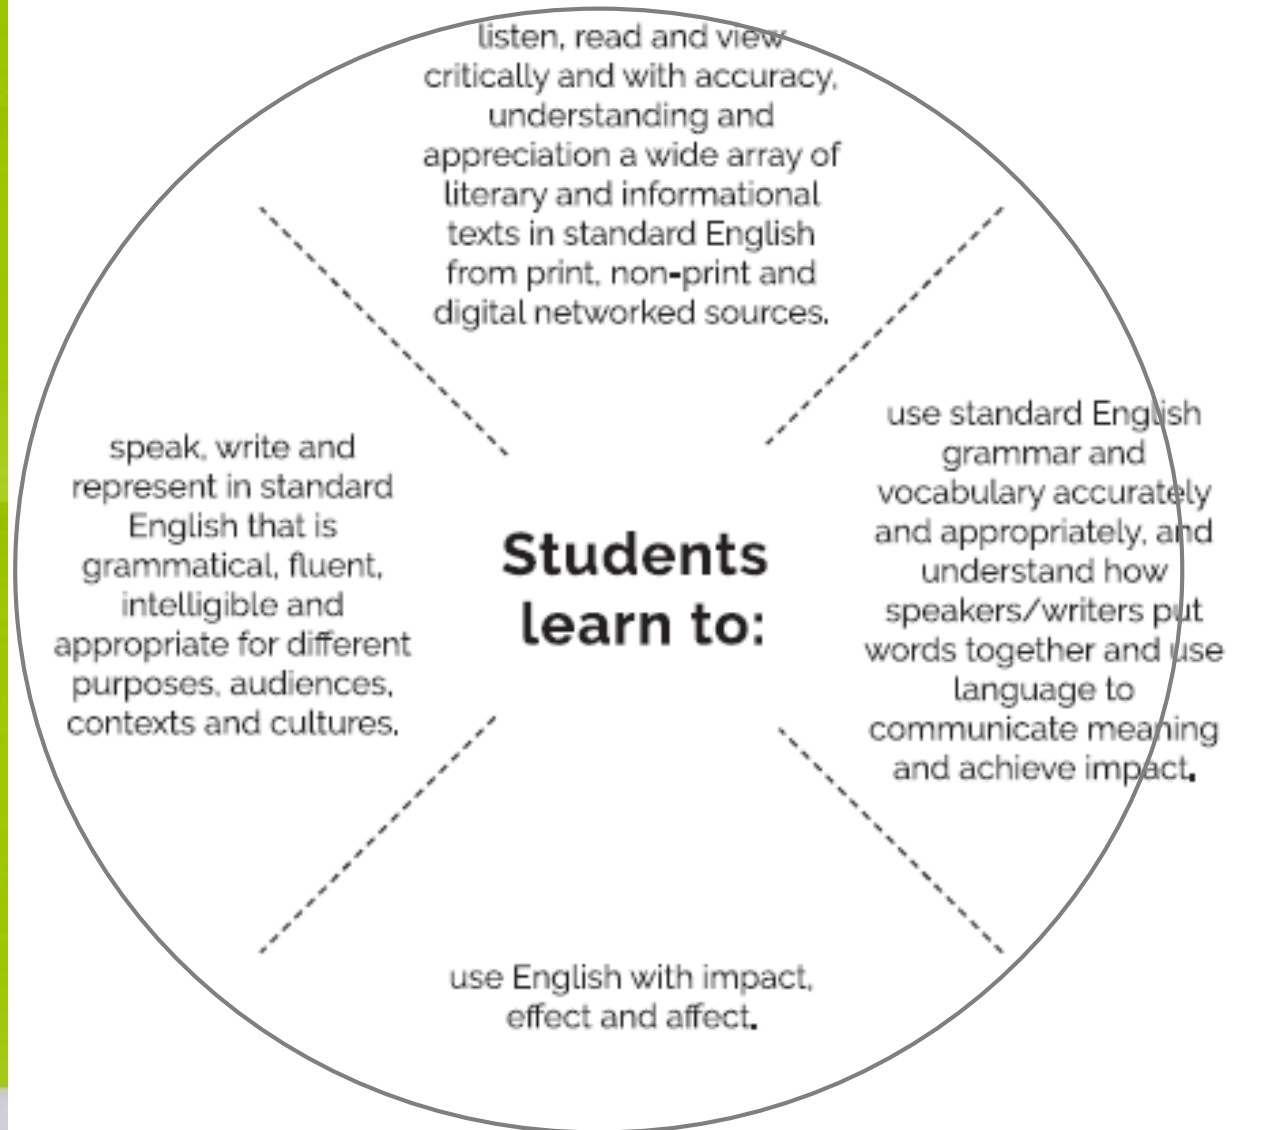 listen, read and view
critically and with accuracy,
understanding and
appreciation a wide array of
literary and informational
texts in standard English
from print, non-print and
digital networked sources.
speak, write and
represent in standard
English that is
grammatical, fluent,
intelligible and
appropriate for different
purposes, audiences,
contexts and cultures.
Students
learn to:
use standard English
grammar and
vocabulary accurately
and appropriately, and
understand how
speakers/writers put
words together and use
language to
communicate meaning
and achieve impact.
use English with impact,
effect and affect.